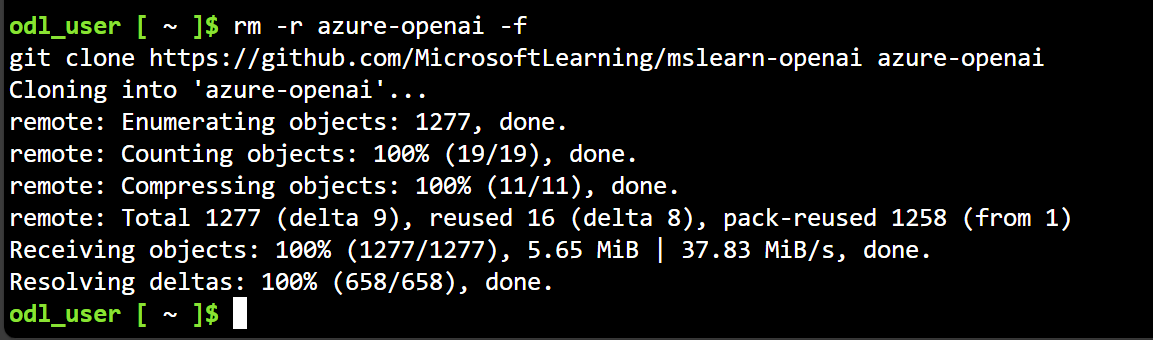 odl_user [ ~ ]$ rm -r azure-openai -f
git clone https://github.com/MicrosoftLearning/mslearn-openai azure-openai
Cloning into 'azure-openai'...
remote: Enumerating objects: 1277, done.
remote: Counting objects: 100% (19/19), done.
remote: Compressing objects: 100% (11/11), done.
remote: Total 1277 (delta 9), reused 16 (delta 8), pack-reused 1258 (from 1)
Receiving objects: 100% (1277/1277), 5.65 MiB | 37.83 MiB/s, done.
Resolving deltas: 100% (658/658), done.
odl_user [ ~ ]$